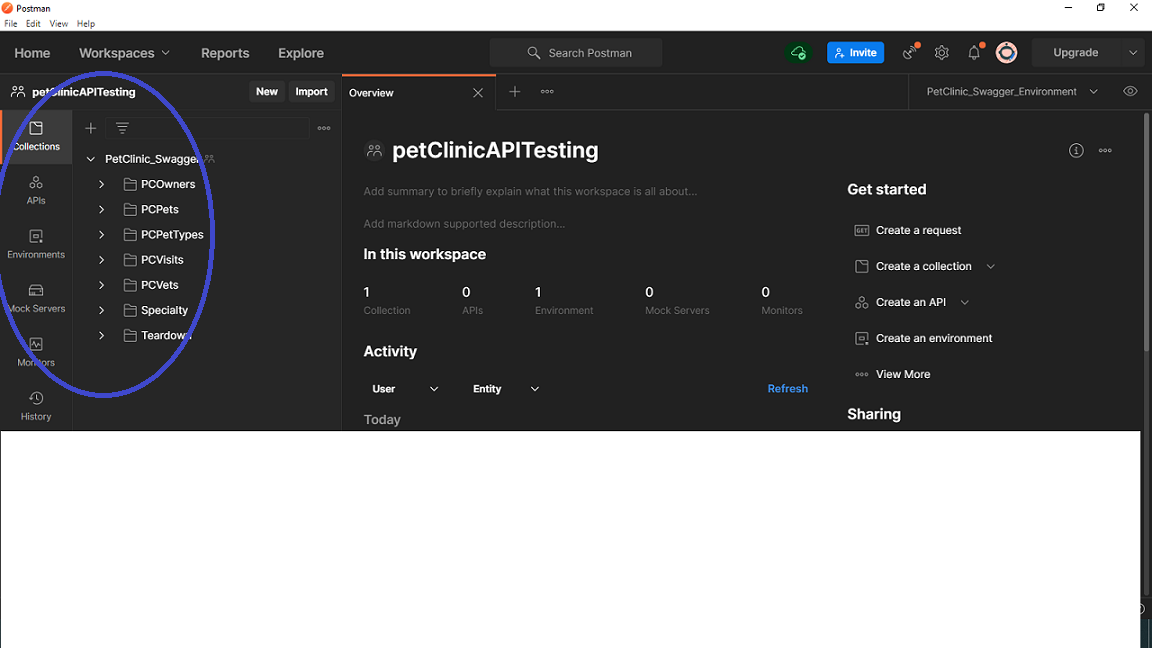 Postman
File Edit View Help
Home Workspaces Reports Explore Search Postman Invite Upgrade
petClinicAPITesting New Import Overview PetClinic_Swagger_Environment
Collections
APIs
Environments
Mock Servers
Monitors
History
PetClinic_Swagger
PCOwners
PCPets
PCPetTypes
PCVisits
PCVets
Specialty
Teardown
petClinicAPITesting
Add summary to briefly explain what this workspace is all about...
Add markdown supported description...
In this workspace
1 0 1 0 0
Collection APIs Environment Mock Servers Monitors
Activity
User Entity Refresh
Today
Get started
GET Create a request
Create a collection
Create an API
Create an environment
View More
Sharing